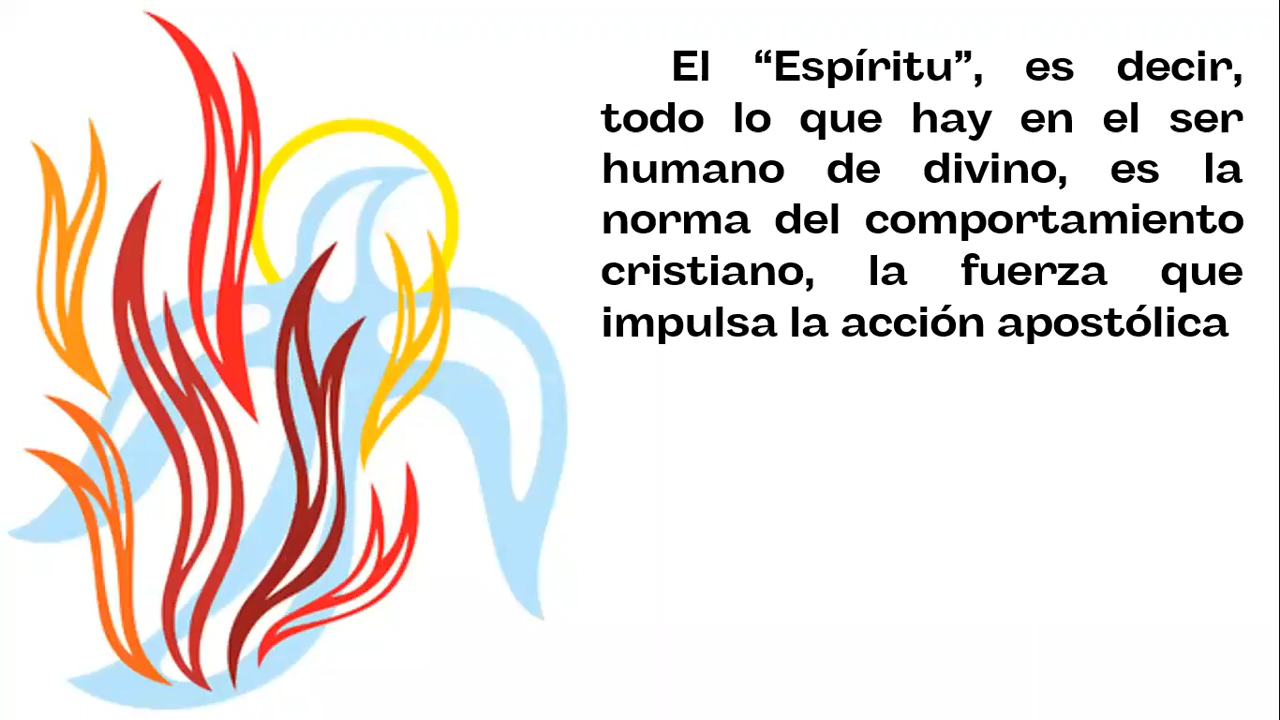 El “Espíritu”, es decir,
todo lo que hay en el ser
humano de divino, es la
norma del comportamiento
cristiano, la fuerza que
impulsa la acción apostólica